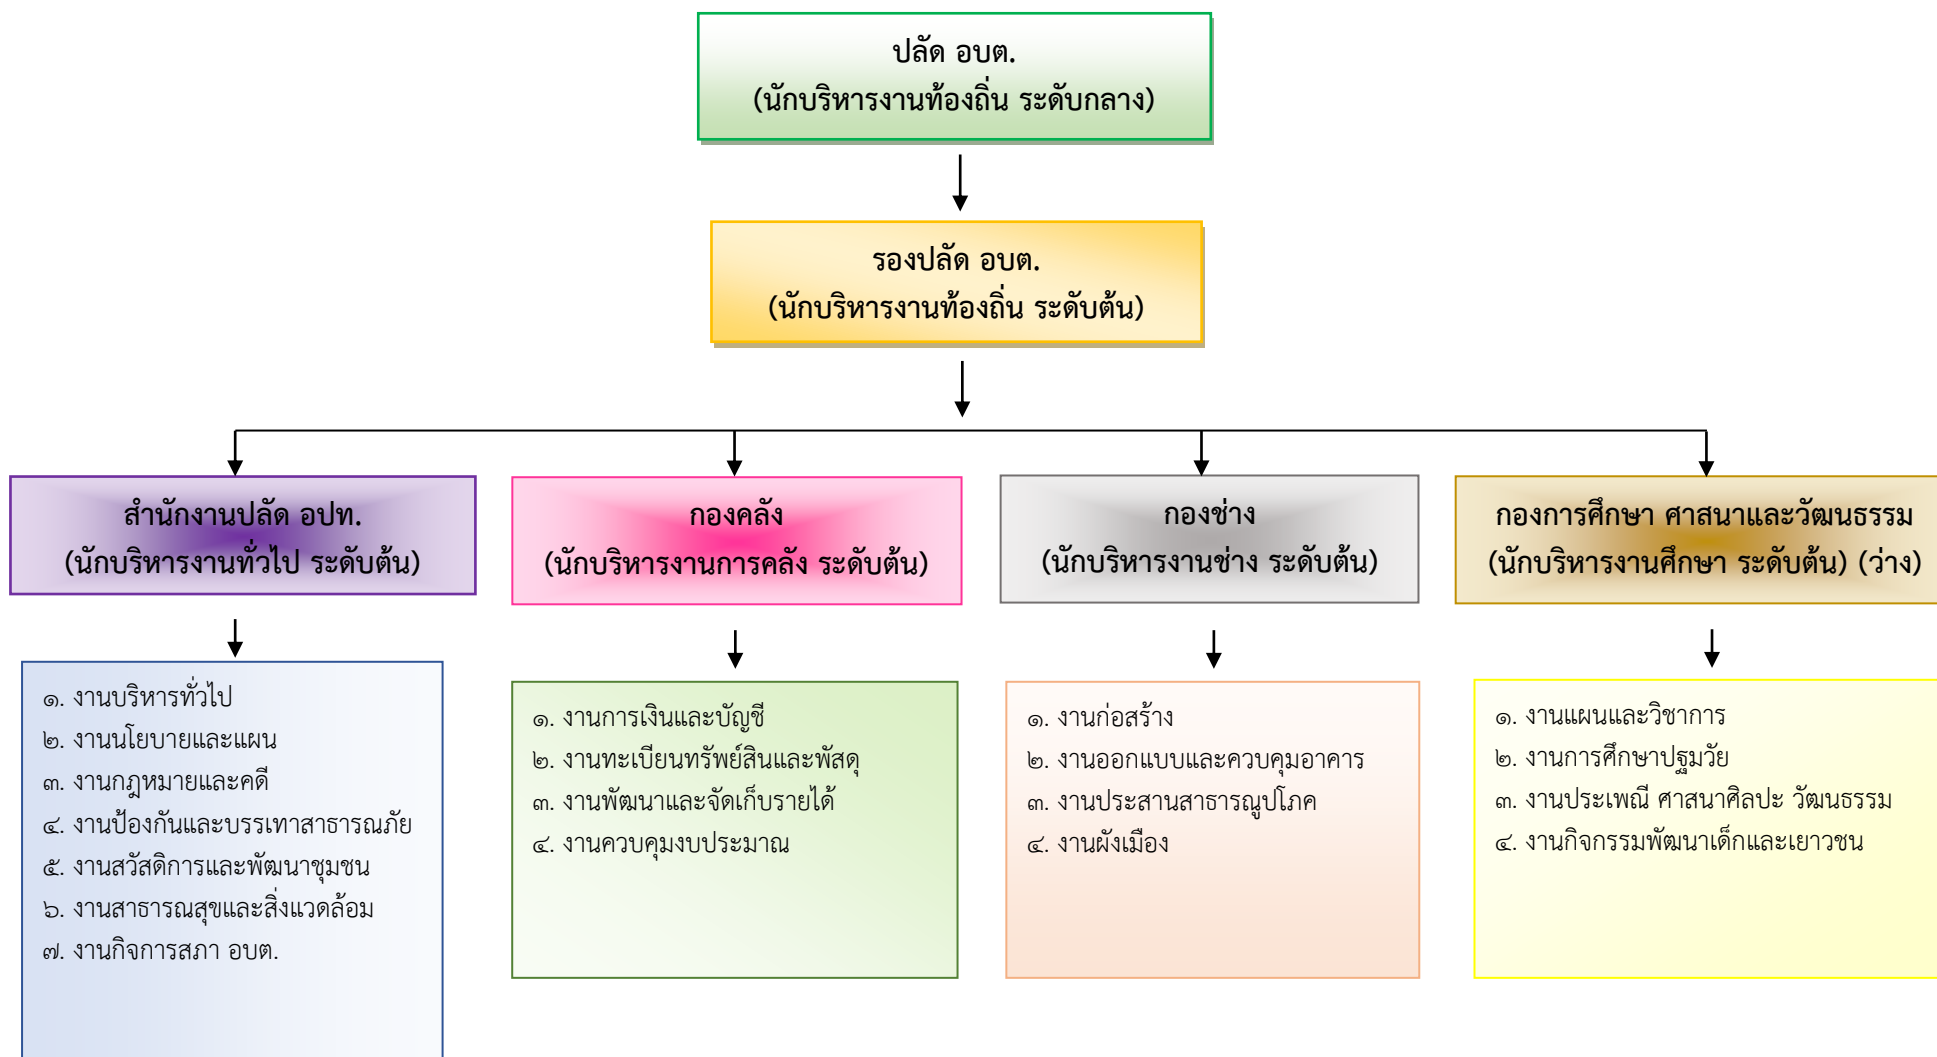 ปลัด อบต.
(นักบริหารงานท้องถิ่น ระดับกลาง)
รองปลัด อบต.
(นักบริหารงานท้องถิ่น ระดับต้น)
สำนักงานปลัด อปท.
(นักบริหารงานทั่วไป ระดับต้น)
กองคลัง
(นักบริหารงานการคลัง ระดับต้น)
กองช่าง
(นักบริหารงานช่าง ระดับต้น)
กองการศึกษา ศาสนาและวัฒนธรรม
(นักบริหารงานศึกษา ระดับต้น) (ว่าง)
๑. งานบริหารทั่วไป
๒. งานนโยบายและแผน
๓. งานกฎหมายและคดี
๔. งานป้องกันและบรรเทาสาธารณภัย
๕. งานสวัสดิการและพัฒนาชุมชน
๖. งานสาธารณสุขและสิ่งแวดล้อม
๗. งานกิจการสภา อบต.
๑. งานการเงินและบัญชี
๒. งานทะเบียนทรัพย์สินและพัสดุ
๓. งานพัฒนาและจัดเก็บรายได้
๔. งานควบคุมงบประมาณ
๑. งานก่อสร้าง
๒. งานออกแบบและควบคุมอาคาร
๓. งานประสานสาธารณูปโภค
๔. งานผังเมือง
๑. งานแผนและวิชาการ
๒. งานการศึกษาปฐมวัย
๓. งานประเพณี ศาสนาศิลปะ วัฒนธรรม
๔. งานกิจกรรมพัฒนาเด็กและเยาวชน